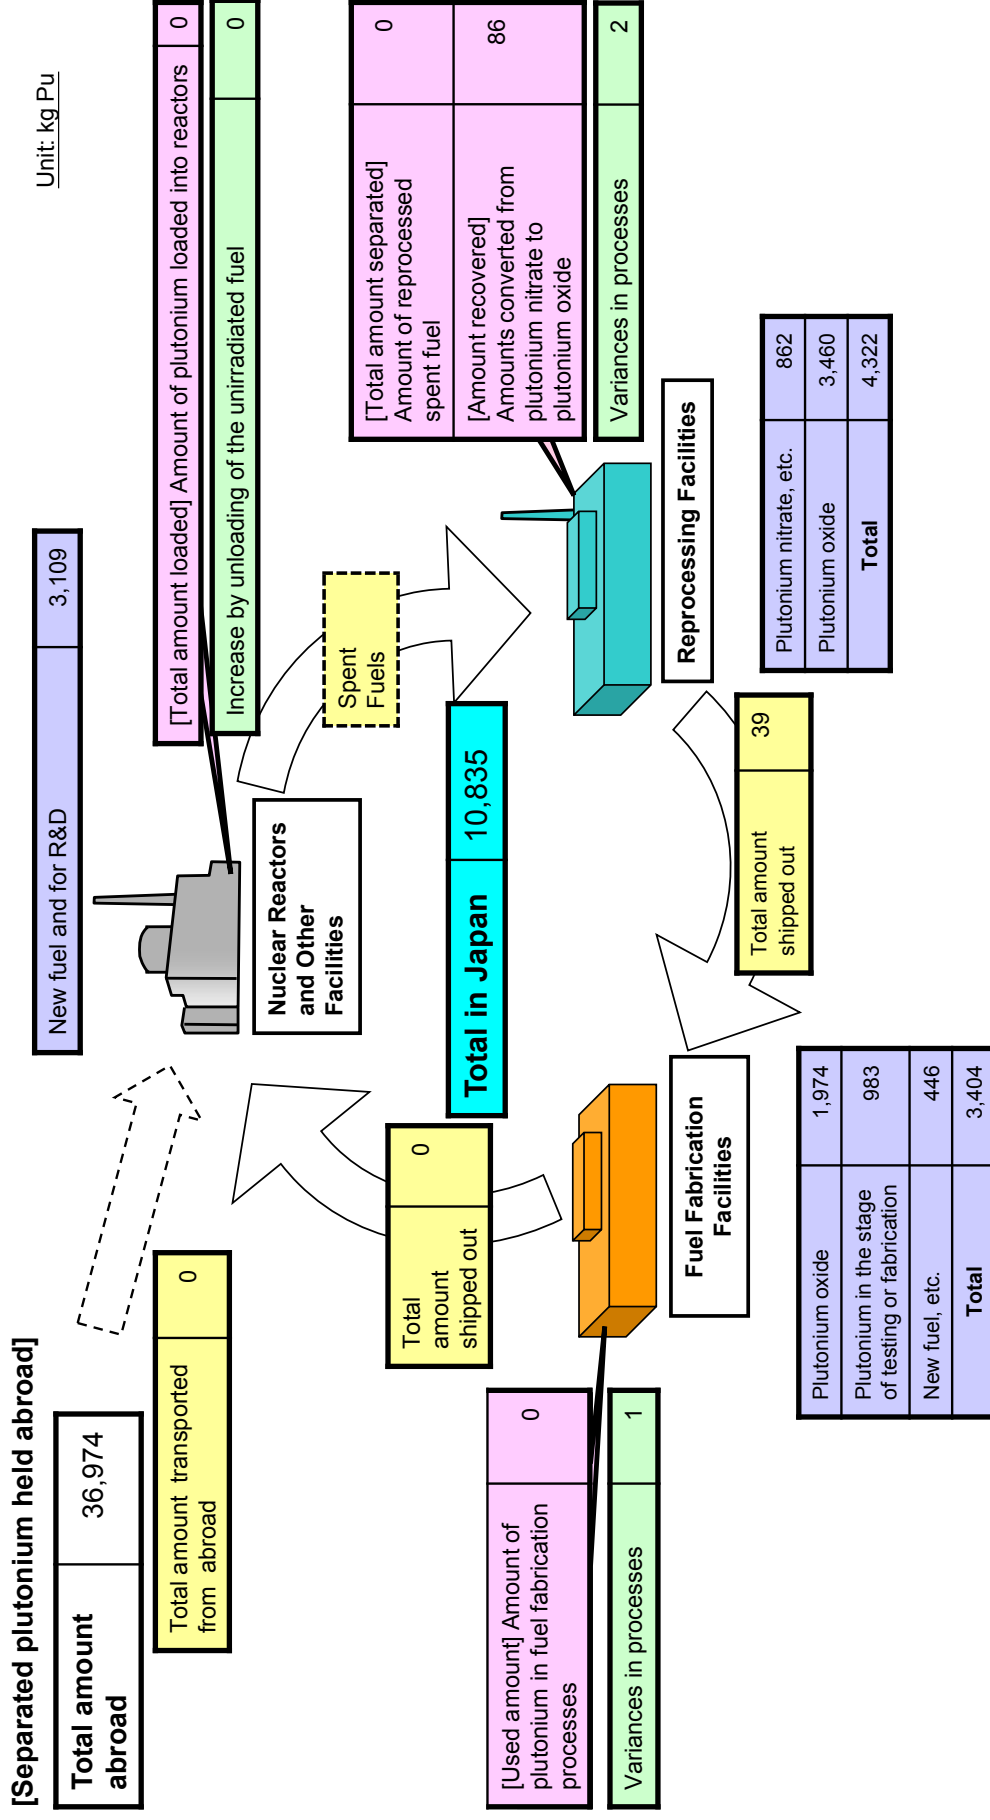 [Separated plutonium held abroad]
Unit: kg Pu
Total amount
abroad
36,974
Total amount transported
from abroad
0
New fuel and for R&D
3,109
[Total amount loaded] Amount of plutonium loaded into reactors
0
Increase by unloading of the unirradiated fuel
0
Nuclear Reactors
and Other
Facilities
Spent
Fuels
[Total amount separated]
Amount of reprocessed
spent fuel
0
[Amount recovered]
Amounts converted from
plutonium nitrate to
plutonium oxide
86
Variances in processes
2
Total
amount
shipped out
0
Total in Japan
10,835
[Used amount] Amount of
plutonium in fuel fabrication
processes
0
Variances in processes
1
Fuel Fabrication
Facilities
Reprocessing Facilities
Total amount
shipped out
39
Plutonium nitrate, etc.
862
Plutonium oxide
3,460
Total
4,322
Plutonium oxide
1,974
Plutonium in the stage
of testing or fabrication
983
New fuel, etc.
446
Total
3,404